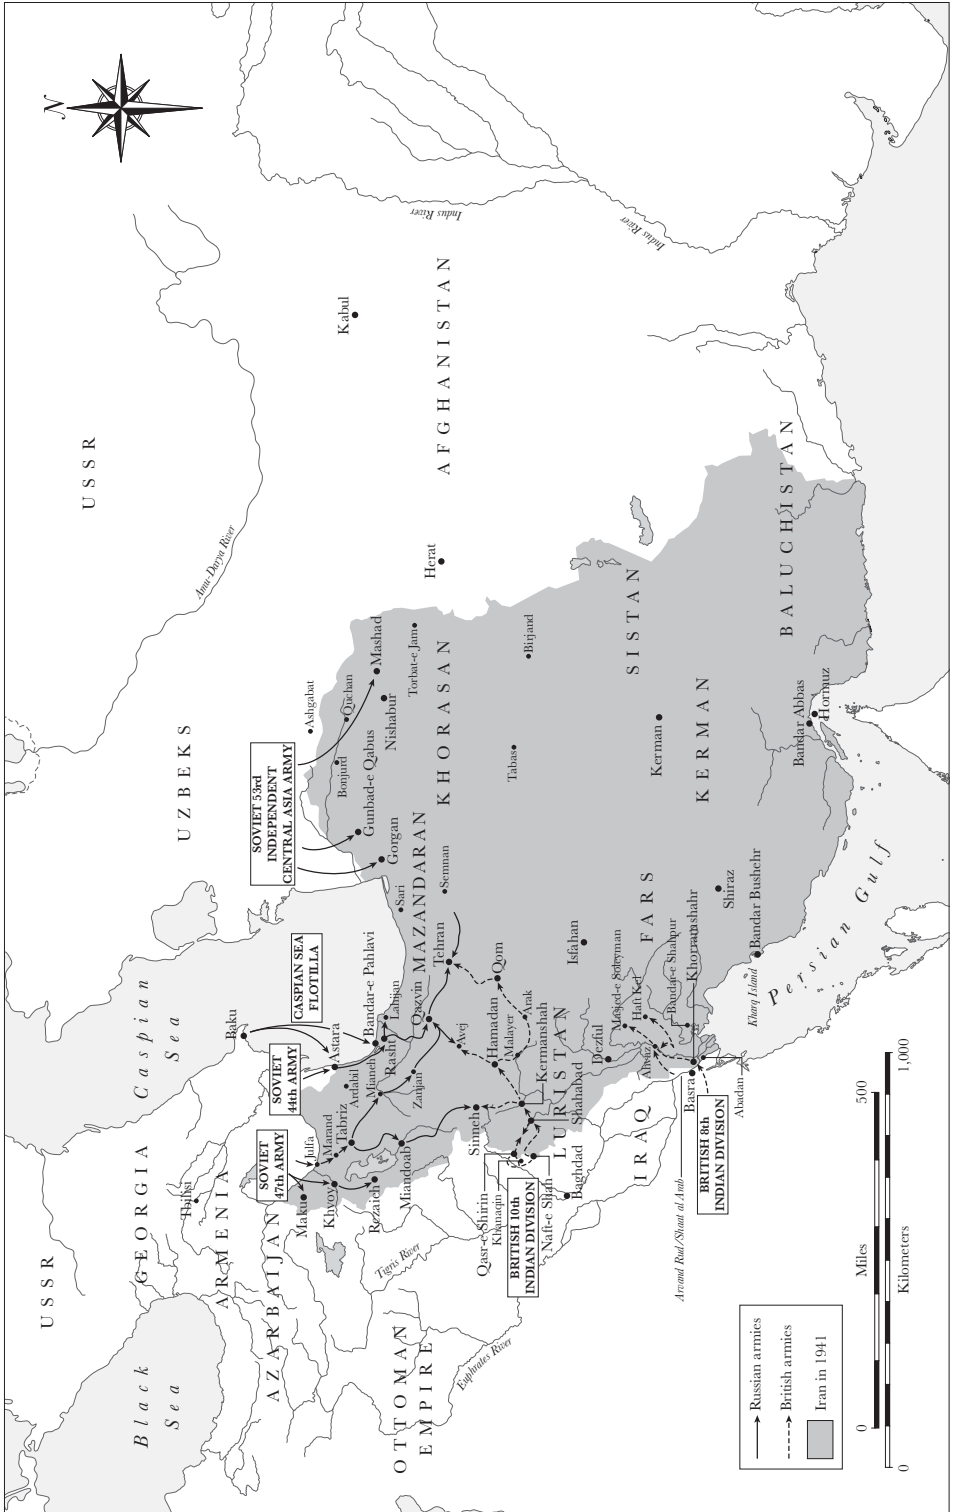 N
USSR
USSR
GEORGIA
Tbilisi
ARMENIA
AZARBAIJAN
Black
Sea
Caspian
Sea
Baku
UZBEKS
Amu-Darya River
Kabul
AFGHANISTAN
Herat
Indus River
Indus River
SOVIET
47th ARMY
SOVIET
44th ARMY
CASPIAN SEA
FLOTILLA
SOVIET 53rd
INDEPENDENT
CENTRAL ASIA ARMY
Maku
Khvoy
Julfa
Marand
Tabriz
Rezaieh
Miandoab
Ardabil
Astara
Mianeh
Zanjan
Rasht
Bandar-e Pahlavi
Lahijan
Qazvin
MAZANDARAN
Tehran
Sari
Semnan
Gorgan
Gunbad-e Qabus
Bonjurd
Ashgabat
Quchan
Nishabur
Mashad
Torbat-e Jam
KHORASAN
Tabas
Birjand
SISTAN
Kerman
KERMAN
BALUCHISTAN
Bandar Abbas
Hormuz
OTTOMAN
EMPIRE
Tigris River
Euphrates River
Sinneh
Avej
Hamadan
Malayer
Arak
Qom
Kermanshah
Shahabad
Qasr-e Shirin
Khanaqin
BRITISH 10th
INDIAN DIVISION
Naft-e Shah
Baghdad
LURISTAN
IRAQ
Dezful
Isfahan
Masjed-e Soleyman
Haft Kel
Ahvaz
Bandar-e Shahpur
Khorramshahr
FARS
Shiraz
Bandar Bushehr
Kharq Island
Persian Gulf
Basra
Abadan
BRITISH 8th
INDIAN DIVISION
Arvand Rud/Shaat al Arab
Russian armies
British armies
Iran in 1941
0
Miles
500
0
Kilometers
1,000